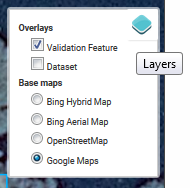 Overlays
Validation Feature
Dataset
Layers
Base maps
Bing Hybrid Map
Bing Aerial Map
OpenStreetMap
Google Maps